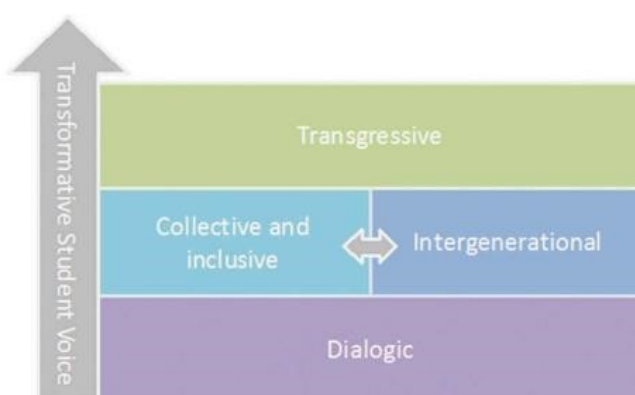 Transformative Student Voice
Transgressive
Collective and
inclusive
Intergenerational
Dialogic